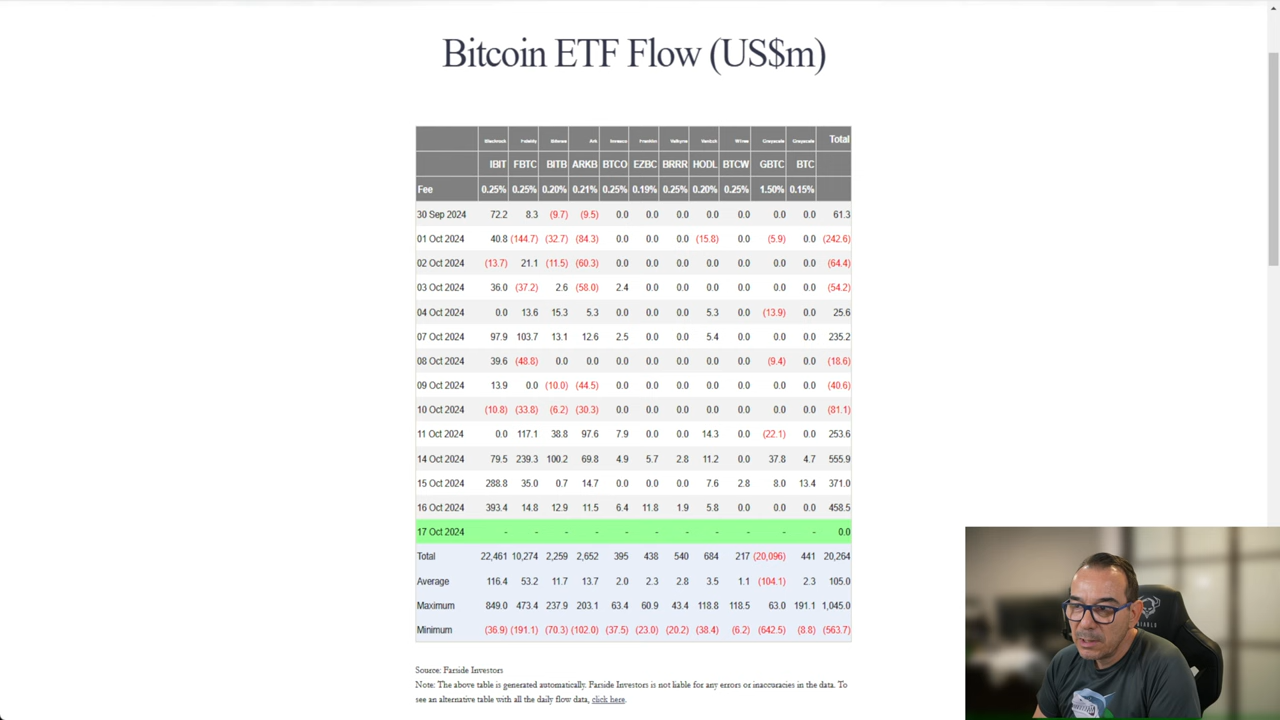 Bitcoin ETF Flow (US$m)
Blackrock Fidelity Bitwise Ark Invesco Franklin Valkyrie VanEck WTree Grayscale Grayscale Total
IBIT FBTC BITB ARKB BTCO EZBC BRRR HODL BTCW GBTC BTC
Fee 0.25% 0.25% 0.20% 0.21% 0.25% 0.19% 0.25% 0.20% 0.25% 1.50% 0.15%
30 Sep 2024 72.2 8.3 (9.7) (9.5) 0.0 0.0 0.0 0.0 0.0 0.0 0.0 61.3
01 Oct 2024 40.8 (144.7) (32.7) (84.3) 0.0 0.0 0.0 (15.8) 0.0 (5.9) 0.0 (242.6)
02 Oct 2024 (13.7) 21.1 (11.5) (60.3) 0.0 0.0 0.0 0.0 0.0 0.0 0.0 (64.4)
03 Oct 2024 36.0 (37.2) 2.6 (58.0) 2.4 0.0 0.0 0.0 0.0 0.0 0.0 (54.2)
04 Oct 2024 0.0 13.6 15.3 5.3 0.0 0.0 0.0 5.3 0.0 (13.9) 0.0 25.6
07 Oct 2024 97.9 103.7 13.1 12.6 2.5 0.0 0.0 5.4 0.0 0.0 0.0 235.2
08 Oct 2024 39.6 (48.8) 0.0 0.0 0.0 0.0 0.0 0.0 0.0 (9.4) 0.0 (18.6)
09 Oct 2024 13.9 0.0 (10.0) (44.5) 0.0 0.0 0.0 0.0 0.0 0.0 0.0 (40.6)
10 Oct 2024 (10.8) (33.8) (6.2) (30.3) 0.0 0.0 0.0 0.0 0.0 0.0 0.0 (81.1)
11 Oct 2024 0.0 117.1 38.8 97.6 7.9 0.0 0.0 14.3 0.0 (22.1) 0.0 253.6
14 Oct 2024 79.5 239.3 100.2 69.8 4.9 5.7 2.8 11.2 0.0 37.8 4.7 555.9
15 Oct 2024 288.8 35.0 0.7 14.7 0.0 0.0 0.0 7.6 2.8 8.0 13.4 371.0
16 Oct 2024 393.4 14.8 12.9 11.5 6.4 11.8 1.9 5.8 0.0 0.0 0.0 458.5
17 Oct 2024 - - - - - - - - - - - 0.0
Total 22,461 10,274 2,259 2,652 395 438 540 684 217 (20,096) 441 20,264
Average 116.4 53.2 11.7 13.7 2.0 2.3 2.8 3.5 1.1 (104.1) 2.3 105.0
Maximum 849.0 473.4 237.9 203.1 63.4 60.9 43.4 118.8 118.5 63.0 191.1 1,045.0
Minimum (36.9) (191.1) (70.3) (102.0) (37.5) (23.0) (20.2) (38.4) (6.2) (642.5) (8.8) (563.7)
Source: Farside Investors
Note: The above table is generated automatically. Farside Investors is not liable for any errors or inaccuracies in the data. To
see an alternative table with all the daily flow data, click here.